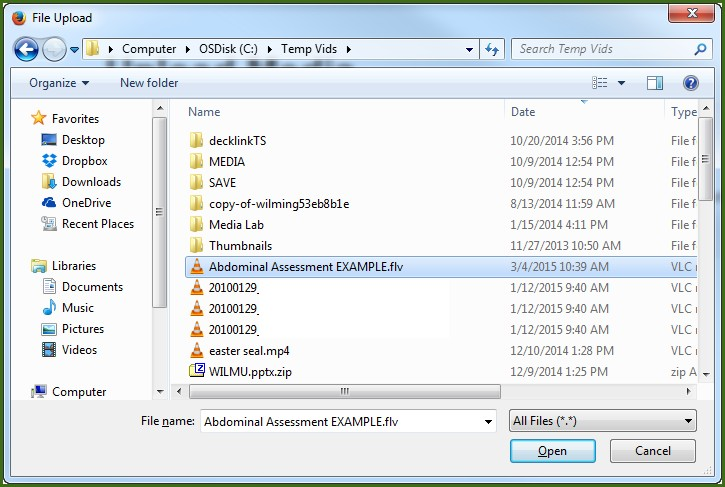 File Upload
Computer OSDisk (C:) Temp Vids
Search Temp Vids
Organize New folder
Name Date Type
Favorites
Desktop
Dropbox
Downloads
OneDrive
Recent Places
Libraries
Documents
Music
Pictures
Videos
Computer
decklinkTS 10/20/2014 3:56 PM File f
MEDIA 10/9/2014 12:54 PM File f
SAVE 10/9/2014 12:54 PM File f
copy-of-wilming53eb8b1e 8/13/2014 11:59 AM File f
Media Lab 1/15/2014 4:11 PM File f
Thumbnails 11/27/2013 10:50 AM File f
Abdominal Assessment EXAMPLE.flv 3/4/2015 10:39 AM VLC
20100129_ 1/12/2015 9:40 AM VLC
20100129_ 1/12/2015 9:40 AM VLC
20100129_ 1/12/2015 9:40 AM VLC
easter seal.mp4 12/10/2014 1:28 PM VLC
WILMU.pptx.zip 12/9/2014 1:25 PM zip A
File name: Abdominal Assessment EXAMPLE.flv All Files (*.*)
Open Cancel